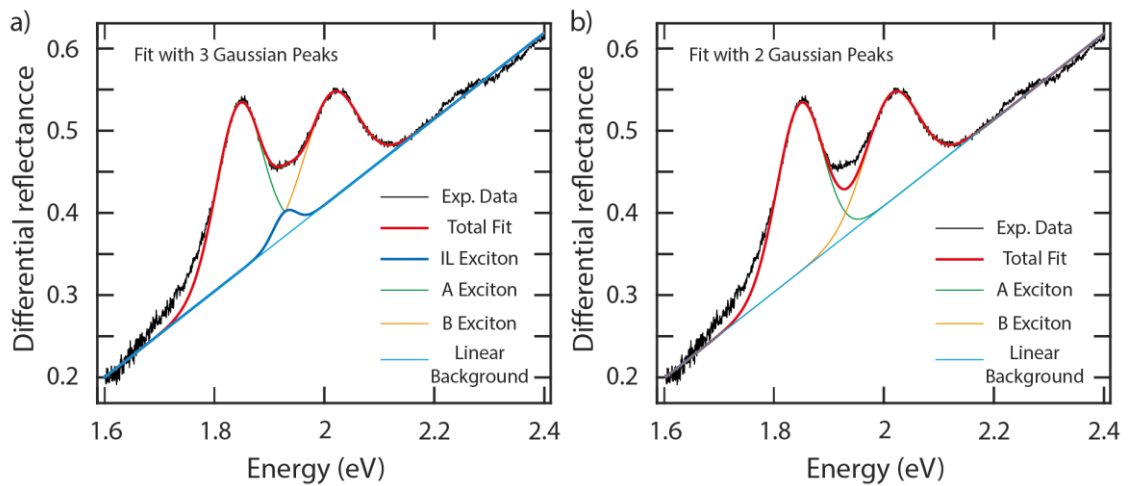 a)
Fit with 3 Gaussian Peaks
Differential reflectancce
0.6
0.5
0.4
0.3
0.2
Exp. Data
Total Fit
IL Exciton
A Exciton
B Exciton
Linear
Background
1.6
1.8
2
2.2
2.4
Energy (eV)
b)
Fit with 2 Gaussian Peaks
Differential reflectancce
0.6
0.5
0.4
0.3
0.2
Exp. Data
Total Fit
A Exciton
B Exciton
Linear
Background
1.6
1.8
2
2.2
2.4
Energy (eV)